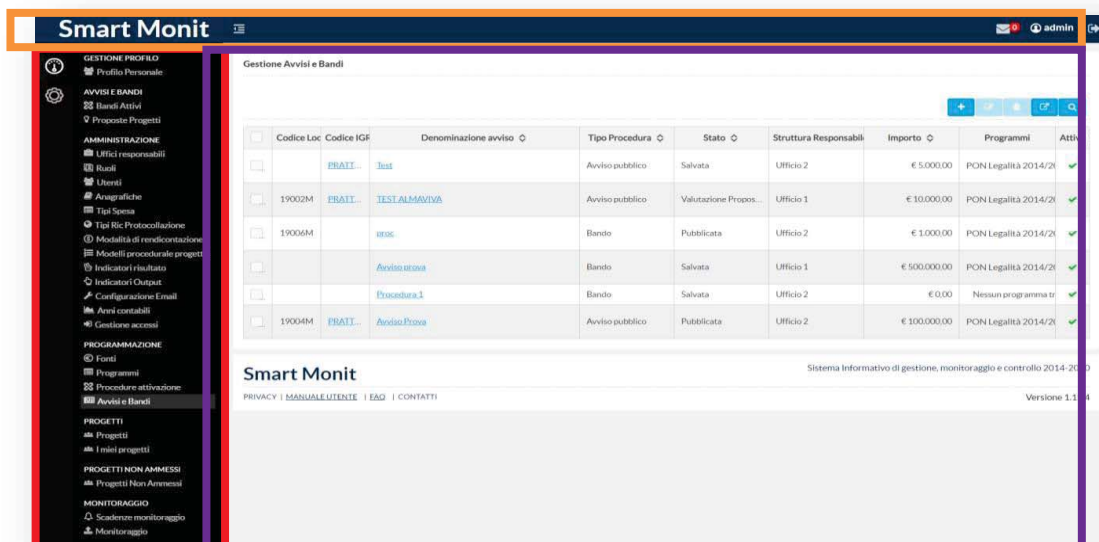 Smart Monit
0 admin
GESTIONE PROFILO
Profilo Personale
AVVISI E BANDI
Bandi Attivi
Proposte Progetti
AMMINISTRAZIONE
Uffici responsabili
Ruoli
Utenti
Anagrafiche
Tipi Spesa
Tipi Ric Protocollazione
Modalità di rendicontazione
Modelli procedurale progett
Indicatori risultato
Indicatori Output
Configurazione Email
Anni contabili
Gestione accessi
PROGRAMMAZIONE
Fonti
Programmi
Procedure attivazione
Avvisi e Bandi
PROGETTI
Progetti
I miei progetti
PROGETTI NON AMMESSI
Progetti Non Ammessi
MONITORAGGIO
Scadenze monitoraggio
Monitoraggio
Gestione Avvisi e Bandi
Codice Loc Codice IGR Denominazione avviso Tipo Procedura Stato Struttura Responsabil Importo Programmi Attiv
PRATT... Test Avviso pubblico Salvata Ufficio 2 € 5.000,00 PON Legalità 2014/20
19002M PRATT... TEST ALMAVIVA Avviso pubblico Valutazione Propos... Ufficio 1 € 10.000,00 PON Legalità 2014/20
19006M proc Bando Pubblicata Ufficio 2 € 1.000,00 PON Legalità 2014/20
Avviso prova Bando Salvata Ufficio 1 € 500.000,00 PON Legalità 2014/20
Procedura 1 Bando Salvata Ufficio 2 € 0,00 Nessun programma tr
19004M PRATT... Avviso Prova Avviso pubblico Pubblicata Ufficio 2 € 100.000,00 PON Legalità 2014/20
Smart Monit
Sistema Informativo di gestione, monitoraggio e controllo
PRIVACY | MANUALE UTENTE | FAQ | CONTATTI
Versione